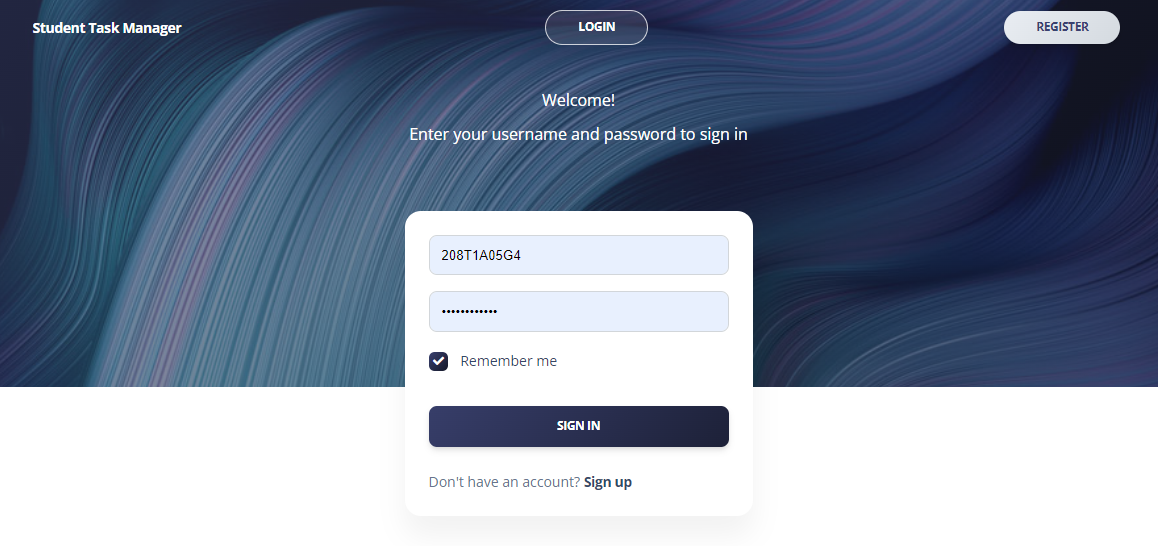 Student Task Manager
LOGIN
REGISTER
Welcome!
Enter your username and password to sign in
208T1A05G4
••••••••••••
Remember me
SIGN IN
Don't have an account? Sign up